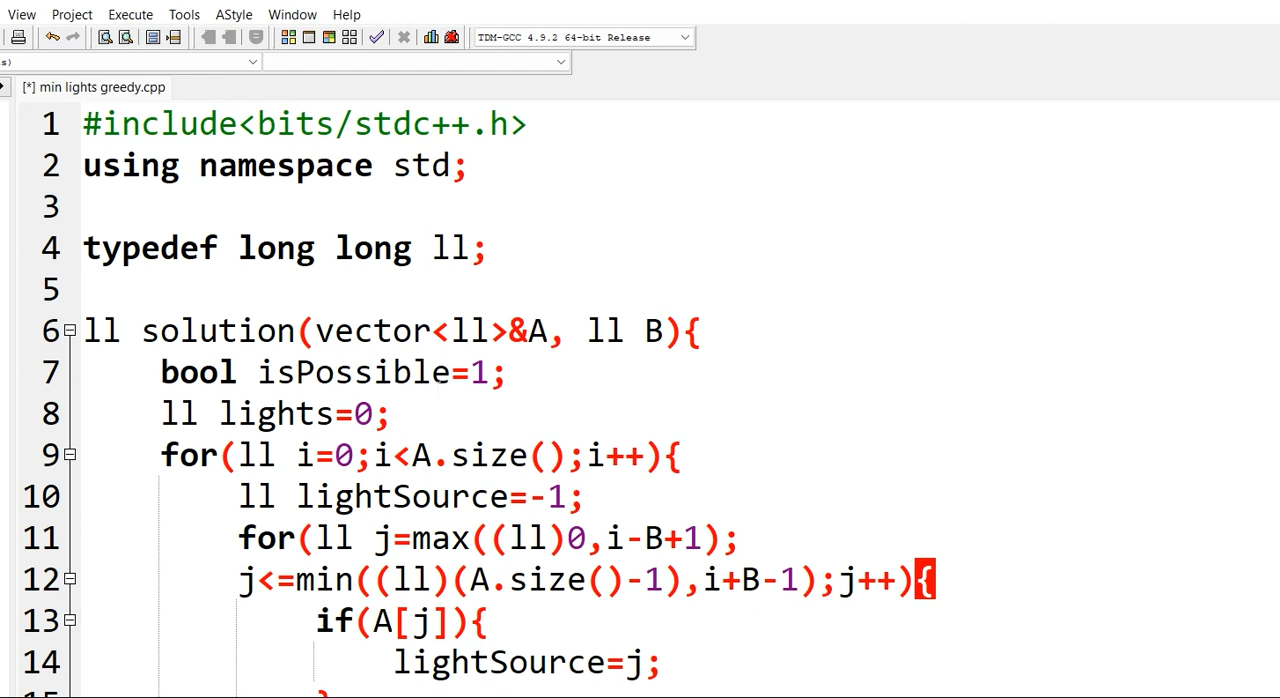 View Project Execute Tools AStyle Window Help
TDM-GCC 4.9.2 64-bit Release
s)
[*] min lights greedy.cpp
1 #include<bits/stdc++.h>
2 using namespace std;
3
4 typedef long long ll;
5
6 ll solution(vector<ll>&A, ll B){
7 bool isPossible=1;
8 ll lights=0;
9 for(ll i=0;i<A.size();i++){
10 ll lightSource=-1;
11 for(ll j=max((ll)0,i-B+1);
12 j<=min((ll)(A.size()-1),i+B-1);j++){
13 if(A[j]){
14 lightSource=j;
15 }